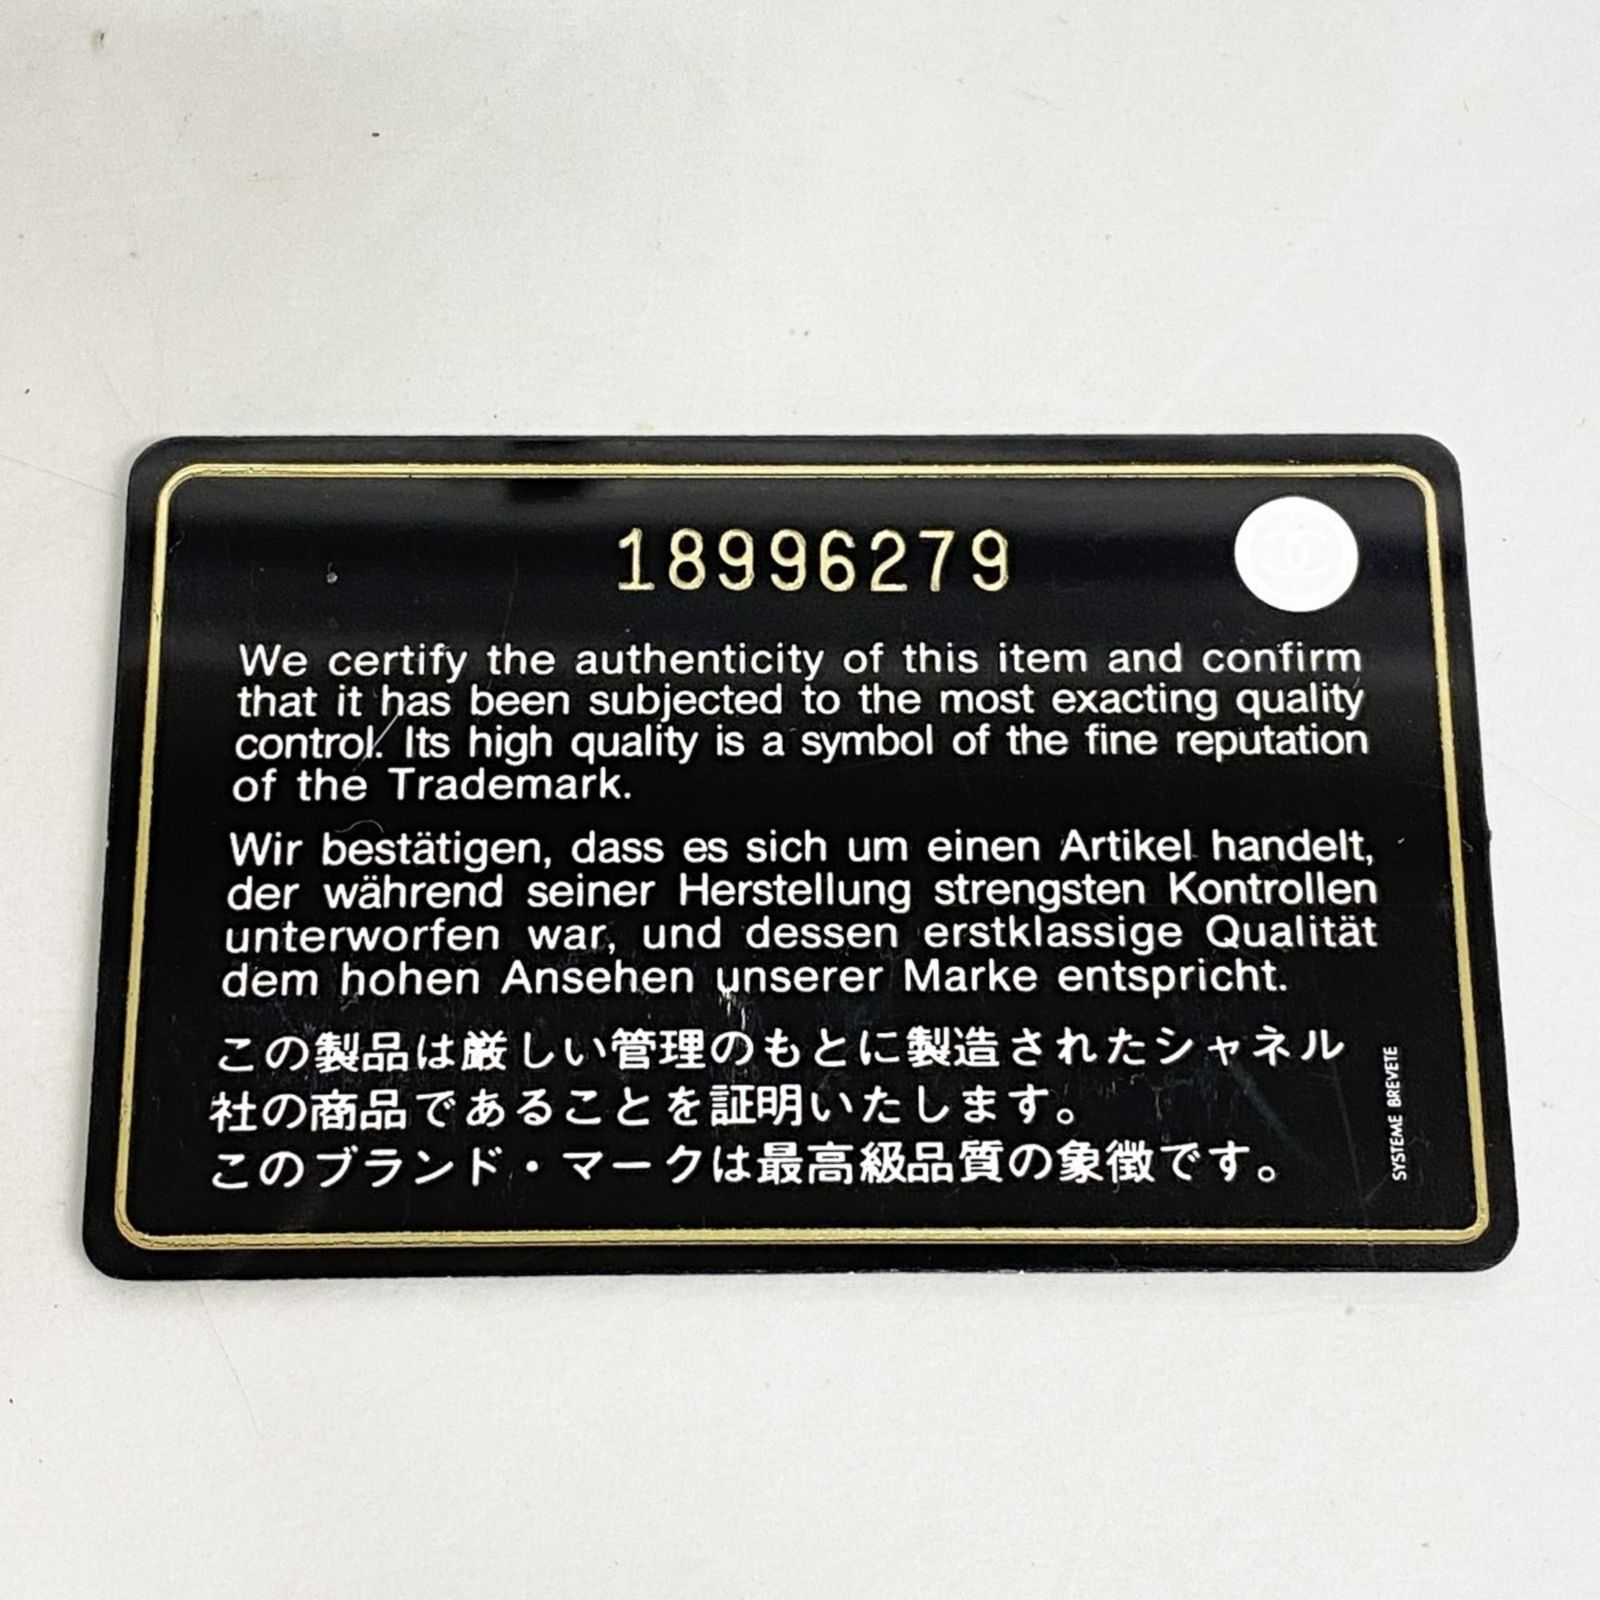 18996279
We certify the authenticity of this item and confirm
that it has been subjected to the most exacting quality
control. Its high quality is a symbol of the fine reputation
of the Trademark.
Wir bestätigen, dass es sich um einen Artikel handelt,
der während seiner Herstellung strengsten Kontrollen
unterworfen war, und dessen erstklassige Qualität
dem hohen Ansehen unserer Marke entspricht.
この製品は厳しい管理のもとに製造されたシャネル
社の商品であることを証明いたします。
このブランド・マークは最高級品質の象徴です。
SYSTEME BREVETE